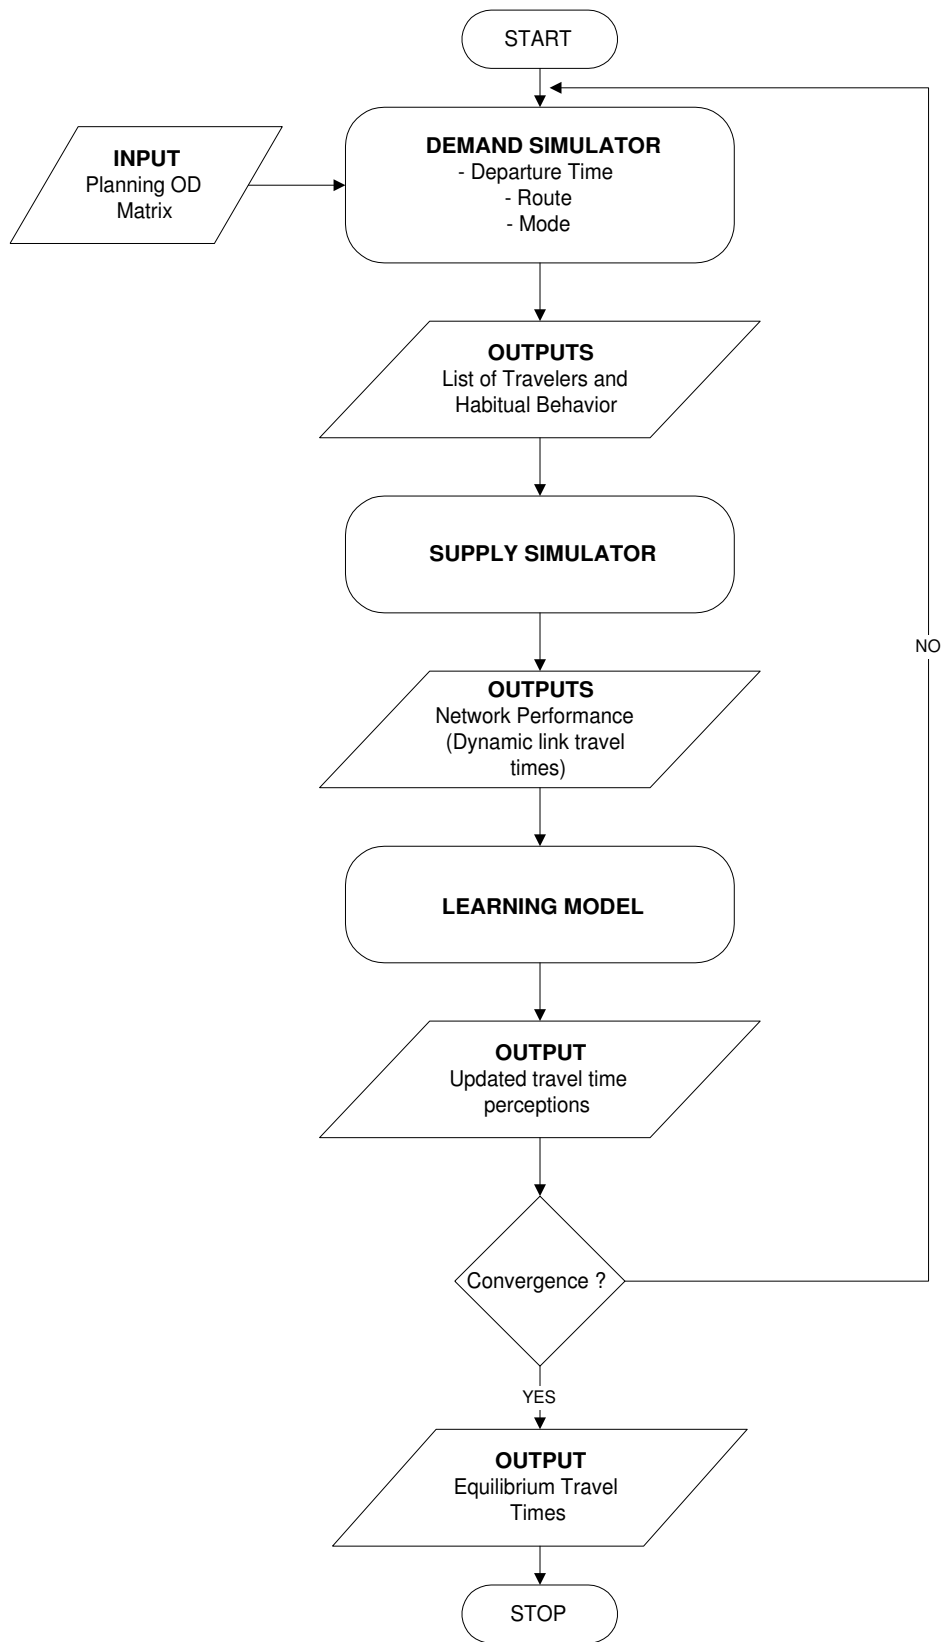 START
INPUT
Planning OD
Matrix
DEMAND SIMULATOR
- Departure Time
- Route
- Mode
OUTPUTS
List of Travelers and
Habitual Behavior
SUPPLY SIMULATOR
NO
OUTPUTS
Network Performance
(Dynamic link travel
times)
LEARNING MODEL
OUTPUT
Updated travel time
perceptions
Convergence ?
YES
OUTPUT
Equilibrium Travel
Times
STOP